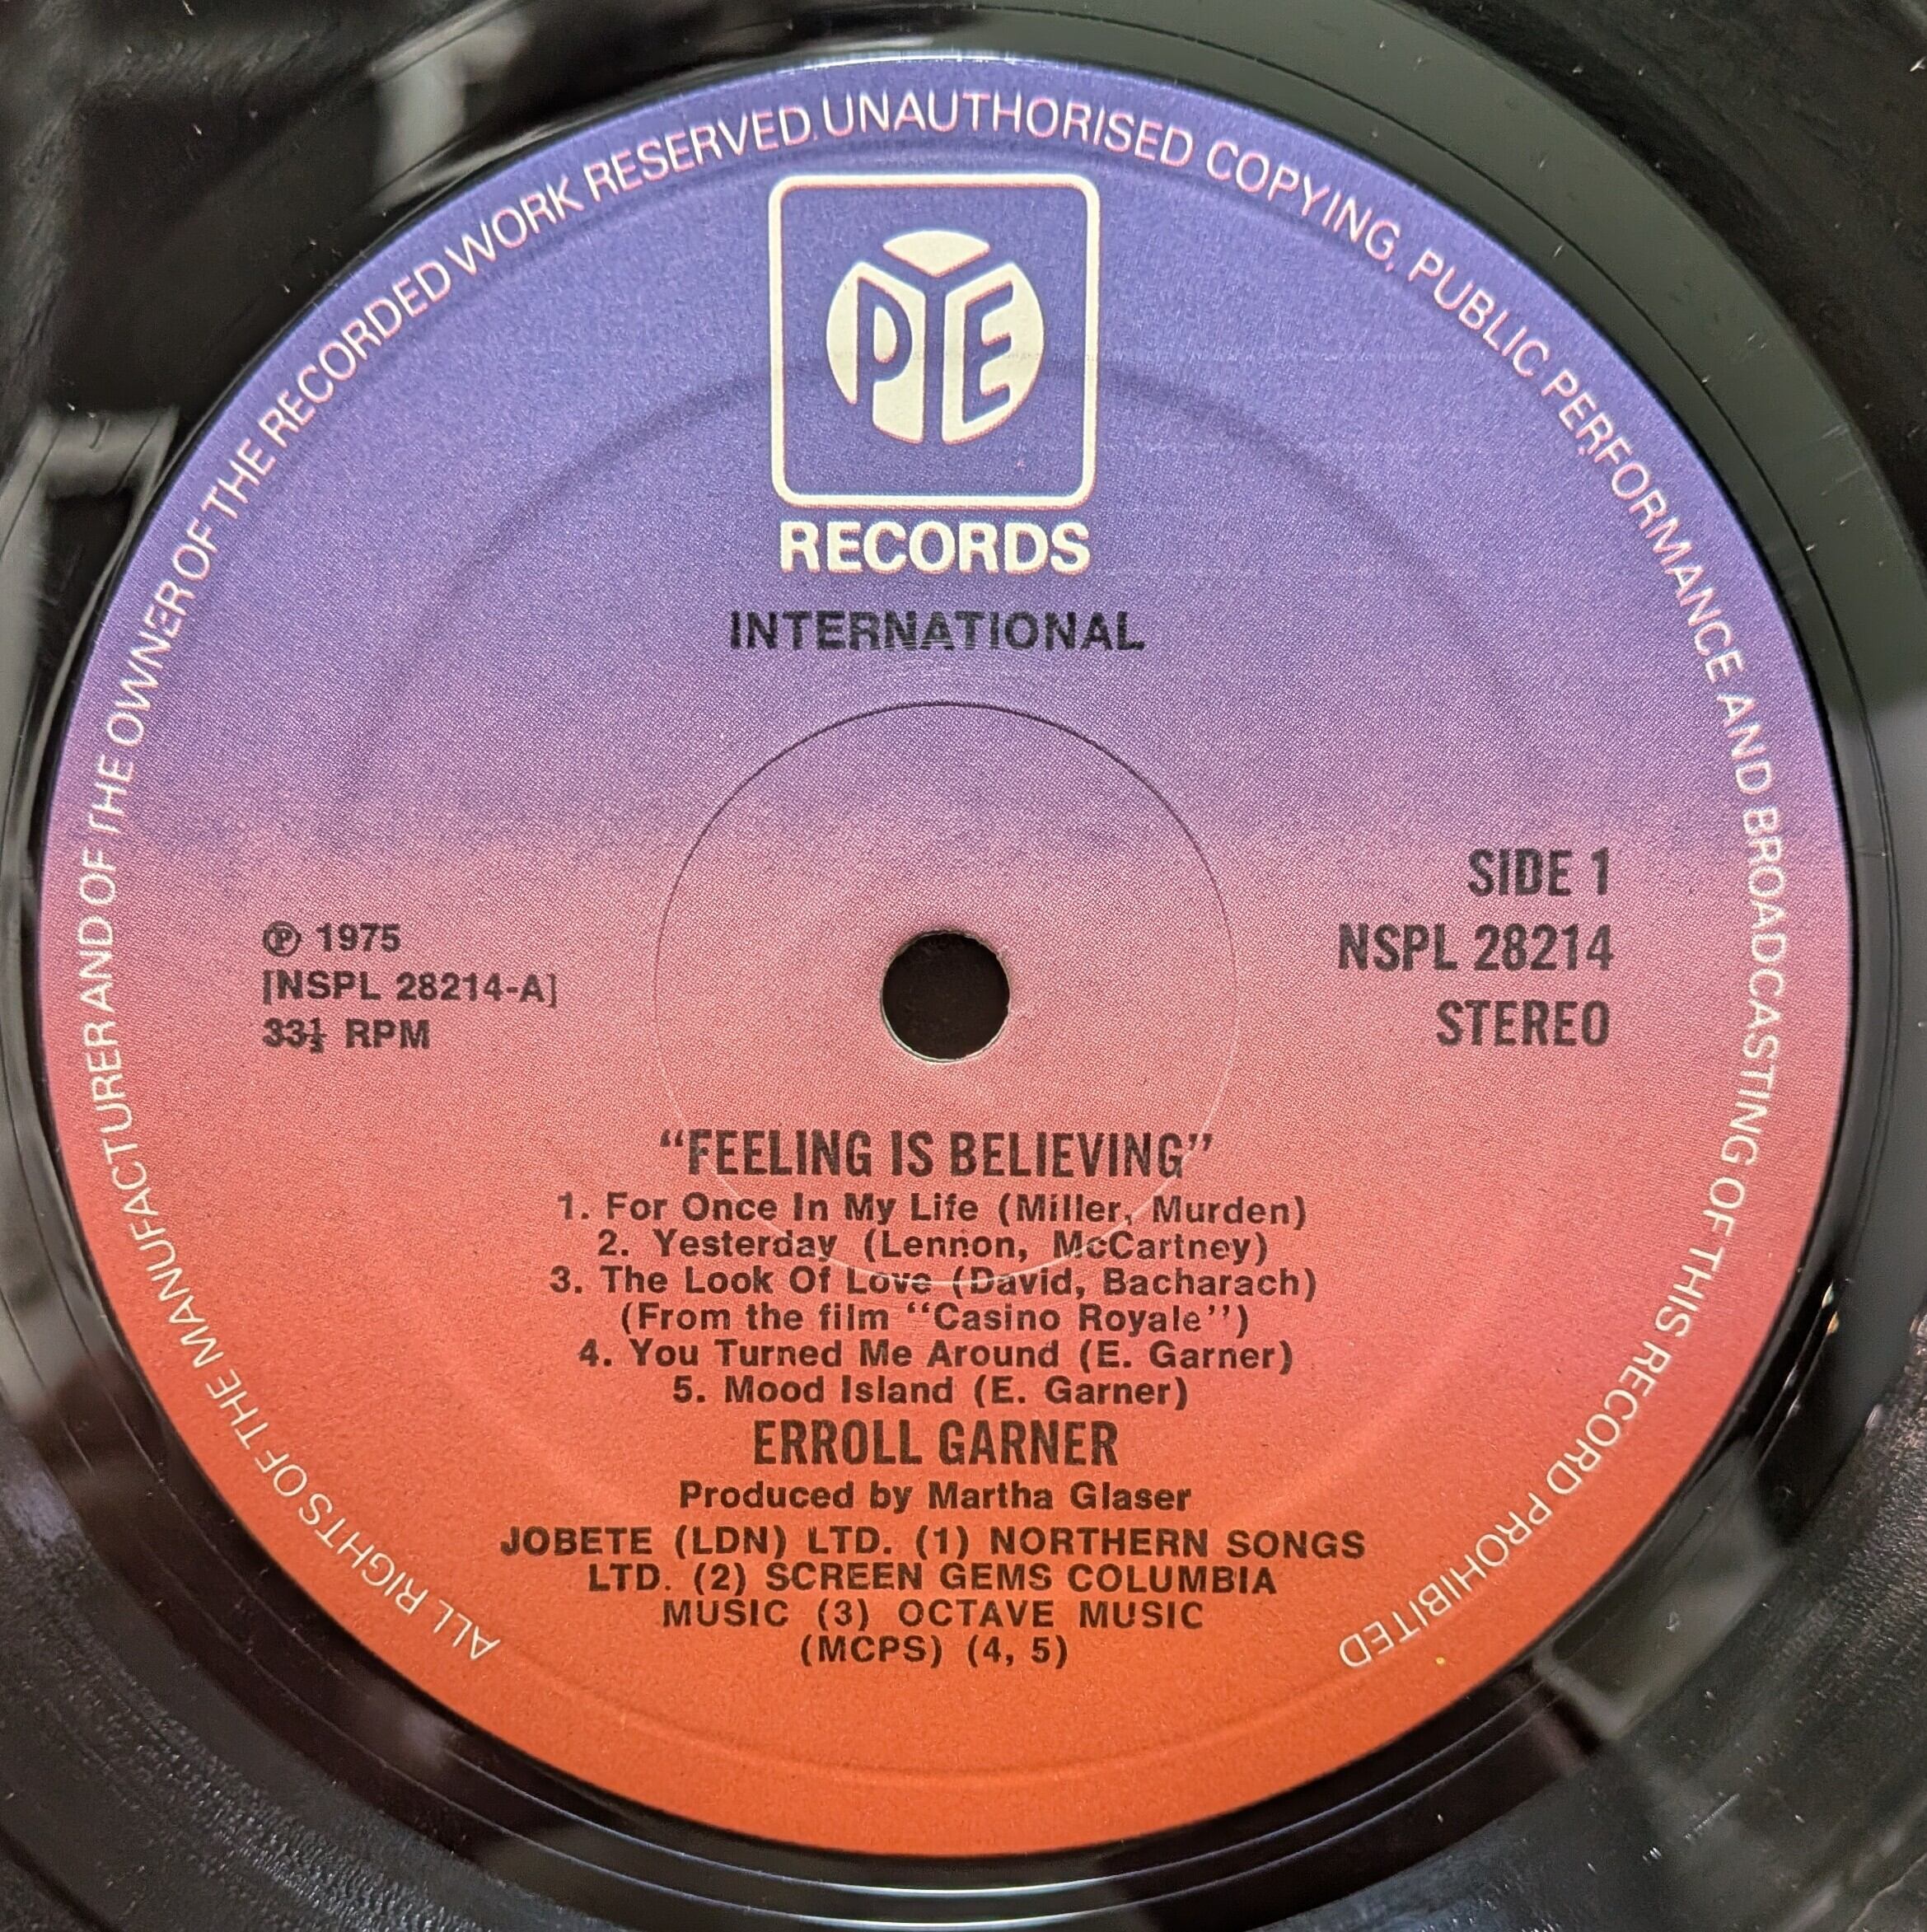 ALL RIGHTS OF THE MANUFACTURER AND OF THE OWNER OF THE RECORDED WORK RESERVED. UNAUTHORISED COPYING, PUBLIC PERFORMANCE AND BROADCASTING OF THIS RECORD PROHIBITED
PYE
RECORDS
INTERNATIONAL
SIDE 1
NSPL 28214
STEREO
Ⓟ 1975
[NSPL 28214-A]
33⅓ RPM
“FEELING IS BELIEVING”
1. For Once In My Life (Miller, Murden)
2. Yesterday (Lennon, McCartney)
3. The Look Of Love (David, Bacharach)
(From the film “Casino Royale”)
4. You Turned Me Around (E. Garner)
5. Mood Island (E. Garner)
ERROLL GARNER
Produced by Martha Glaser
JOBETE (LDN) LTD. (1) NORTHERN SONGS
LTD. (2) SCREEN GEMS COLUMBIA
MUSIC (3) OCTAVE MUSIC
(MCPS) (4, 5)